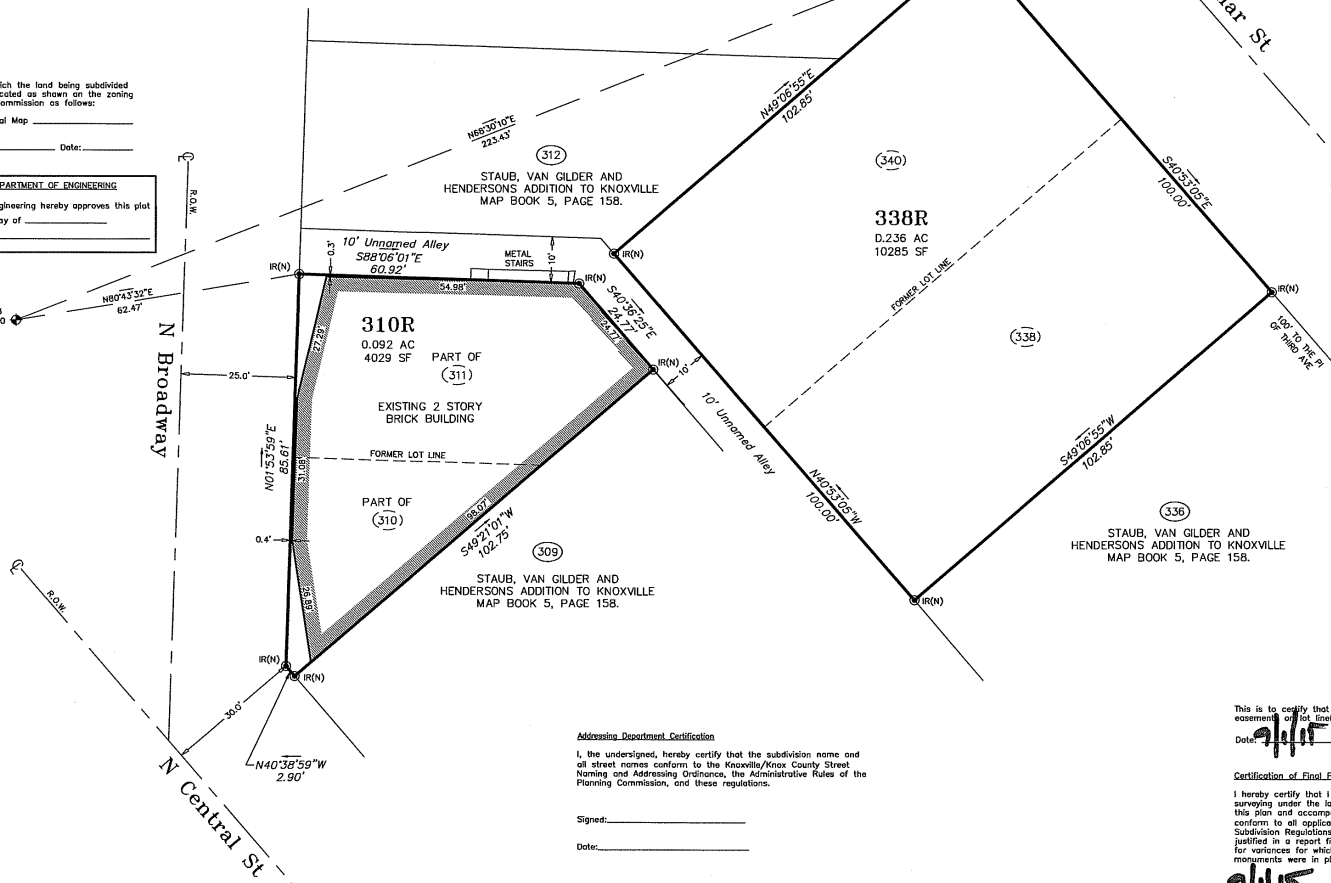 ich the land being subdivided
cated as shown on the zoning
ommission as follows:
al Map
Date:
PARTMENT OF ENGINEERING
gineering hereby approves this plat
ay of
R.O.W.
N80°43'32"E
62.47'
N Broadway
25.0'
N01°53'59"E
85.61'
N68°30'10"E
223.43'
312
STAUB, VAN GILDER AND
HENDERSONS ADDITION TO KNOXVILLE
MAP BOOK 5, PAGE 158.
10' Unnamed Alley
S88°06'01"E
60.92'
0.3'
METAL
STAIRS
10'
IR(N)
IR(N)
54.98'
27.29'
310R
0.092 AC
4029 SF
PART OF
311
EXISTING 2 STORY
BRICK BUILDING
FORMER LOT LINE
31.08'
PART OF
310
0.4'
26.89'
98.07'
S49°21'01"W
102.75'
S40°36'25"E
24.77'
24.77'
IR(N)
10'
10' Unnamed Alley
309
STAUB, VAN GILDER AND
HENDERSONS ADDITION TO KNOXVILLE
MAP BOOK 5, PAGE 158.
IR(N)
IR(N)
30.0'
N40°38'59"W
2.90'
R.O.W.
N Central St
N49°06'55"E
102.85'
340
338R
0.236 AC
10285 SF
FORMER LOT LINE
338
S40°53'05"E
100.00'
IR(N)
100' TO THE PI
OF THIRD AVE
S49°06'55"W
102.85'
N40°53'05"W
100.00'
IR(N)
336
STAUB, VAN GILDER AND
HENDERSONS ADDITION TO KNOXVILLE
MAP BOOK 5, PAGE 158.
ar St
Addressing Department Certification
I, the undersigned, hereby certify that the subdivision name and
all street names conform to the Knoxville/Knox County Street
Naming and Addressing Ordinance, the Administrative Rules of the
Planning Commission, and these regulations.
Signed:
Date:
This is to certify that
easement or lot line
Date: 9/1/15
Certification of Final P
I hereby certify that I
surveying under the la
this plan and accomp
conform to all applica
Subdivision Regulations
justified in a report fi
for variances for whic
monuments were in pl